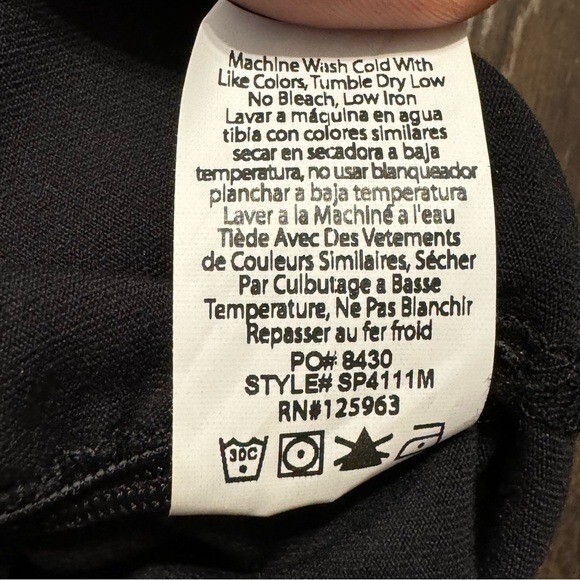 Machine Wash Cold With
Like Colors, Tumble Dry Low
No Bleach, Low Iron
Lavar a máquina en agua
tibia con colores similares
secar en secadora a baja
temperatura, no usar blanqueador
planchar a baja temperatura
Laver a la Machiné a l'eau
Tiède Avec Des Vetements
de Couleurs Similaires, Sécher
Par Culbutage a Basse
Temperature, Ne Pas Blanchir
Repasser au fer froid
PO# 8430
STYLE# SP4111M
RN#125963
30C